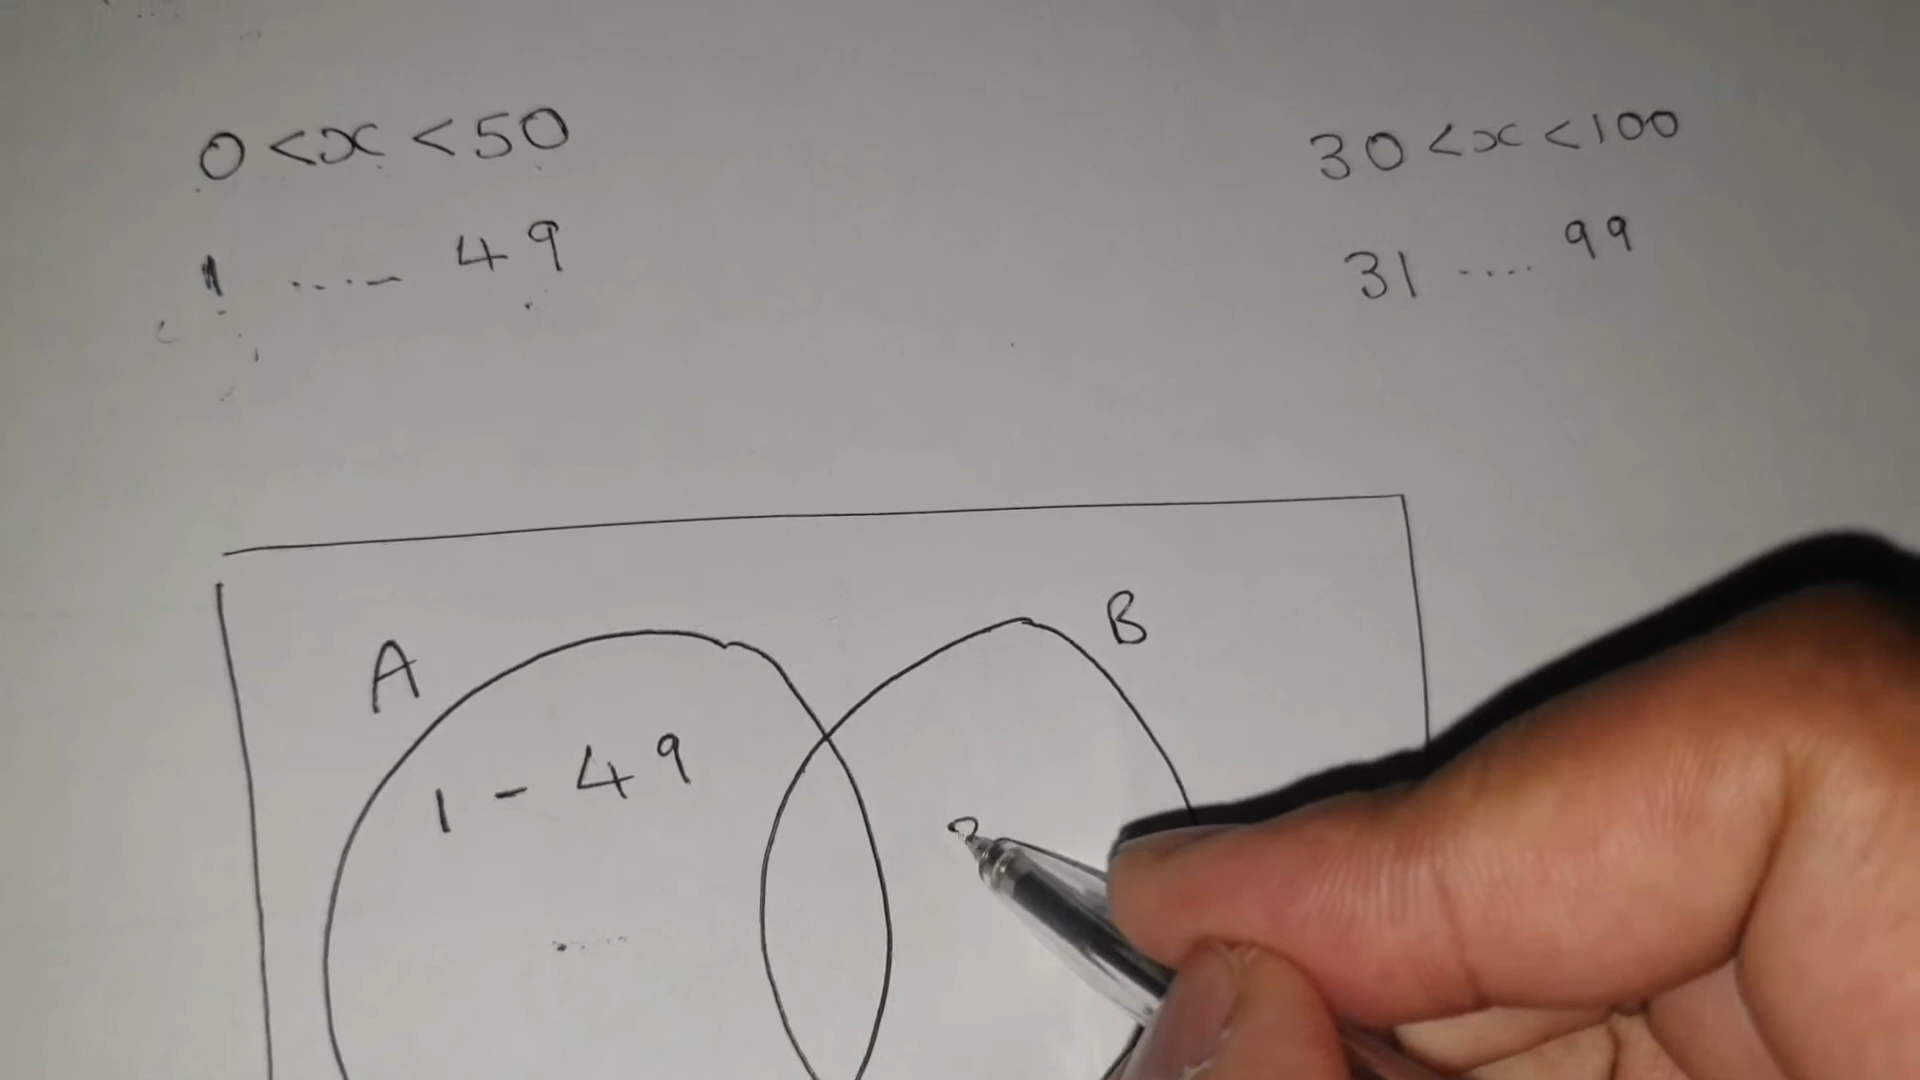 0 < x < 50
30 < x < 100
1 ..... 49
31 ..... 99
A
B
1 - 49
.....